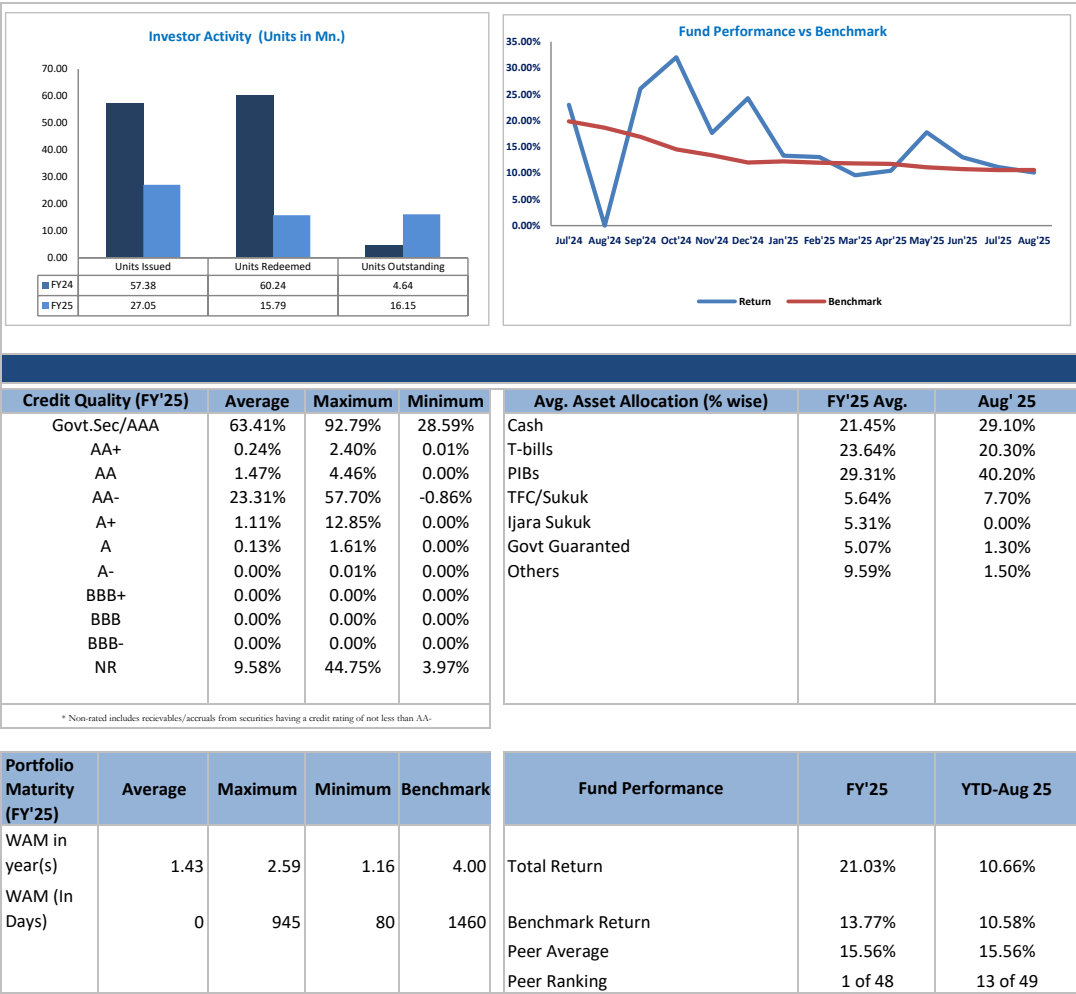 Investor Activity (Units in Mn.)
70.00
60.00
50.00
40.00
30.00
20.00
10.00
0.00
Units Issued Units Redeemed Units Outstanding
FY24 57.38 60.24 4.64
FY25 27.05 15.79 16.15
Fund Performance vs Benchmark
35.00%
30.00%
25.00%
20.00%
15.00%
10.00%
5.00%
0.00%
Jul'24 Aug'24 Sep'24 Oct'24 Nov'24 Dec'24 Jan'25 Feb'25 Mar'25 Apr'25 May'25 Jun'25 Jul'25 Aug'25
Return Benchmark
Credit Quality (FY'25) Average Maximum Minimum
Govt.Sec/AAA 63.41% 92.79% 28.59%
AA+ 0.24% 2.40% 0.01%
AA 1.47% 4.46% 0.00%
AA- 23.31% 57.70% -0.86%
A+ 1.11% 12.85% 0.00%
A 0.13% 1.61% 0.00%
A- 0.00% 0.01% 0.00%
BBB+ 0.00% 0.00% 0.00%
BBB 0.00% 0.00% 0.00%
BBB- 0.00% 0.00% 0.00%
NR 9.58% 44.75% 3.97%
* Non-rated includes recievables/accruals from securities having a credit rating of not less than AA-
Avg. Asset Allocation (% wise) FY'25 Avg. Aug' 25
Cash 21.45% 29.10%
T-bills 23.64% 20.30%
PIBs 29.31% 40.20%
TFC/Sukuk 5.64% 7.70%
Ijara Sukuk 5.31% 0.00%
Govt Guaranted 5.07% 1.30%
Others 9.59% 1.50%
Portfolio
Maturity
(FY'25) Average Maximum Minimum Benchmark
WAM in
year(s) 1.43 2.59 1.16 4.00
WAM (In
Days) 0 945 80 1460
Fund Performance FY'25 YTD-Aug 25
Total Return 21.03% 10.66%
Benchmark Return 13.77% 10.58%
Peer Average 15.56% 15.56%
Peer Ranking 1 of 48 13 of 49